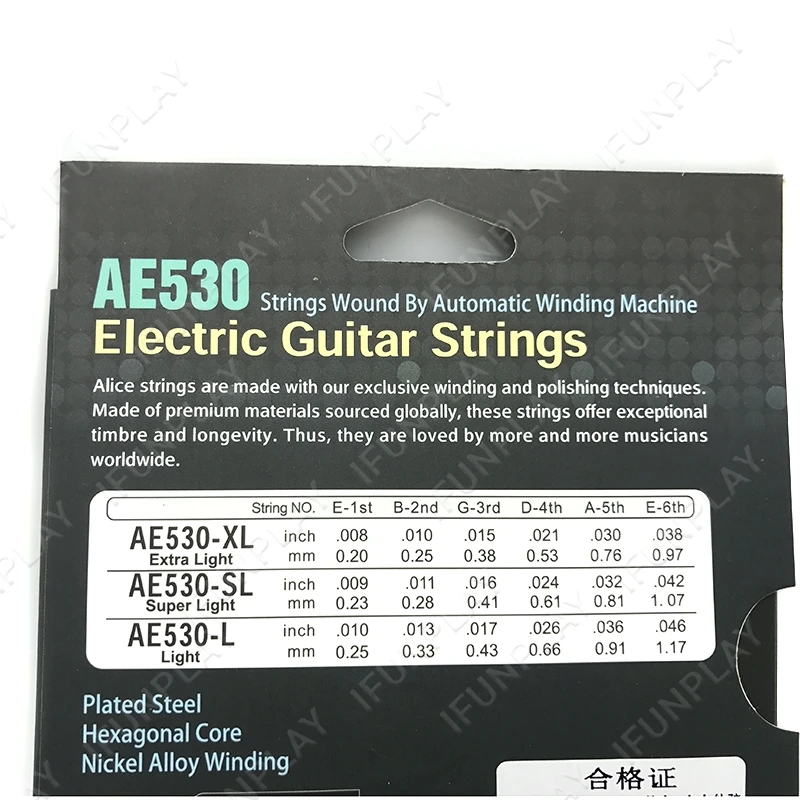 AE530 Strings Wound By Automatic Winding Machine
Electric Guitar Strings
Alice strings are made with our exclusive winding and polishing techniques.
Made of premium materials sourced globally, these strings offer exceptional
timbre and longevity. Thus, they are loved by more and more musicians
worldwide.
String NO. E-1st B-2nd G-3rd D-4th A-5th E-6th
AE530-XL inch .008 .010 .015 .021 .030 .038
Extra Light mm 0.20 0.25 0.38 0.53 0.76 0.97
AE530-SL inch .009 .011 .016 .024 .032 .042
Super Light mm 0.23 0.28 0.41 0.61 0.81 1.07
AE530-L inch .010 .013 .017 .026 .036 .046
Light mm 0.25 0.33 0.43 0.66 0.91 1.17
Plated Steel
Hexagonal Core
Nickel Alloy Winding
合格证
IFUNPLAY